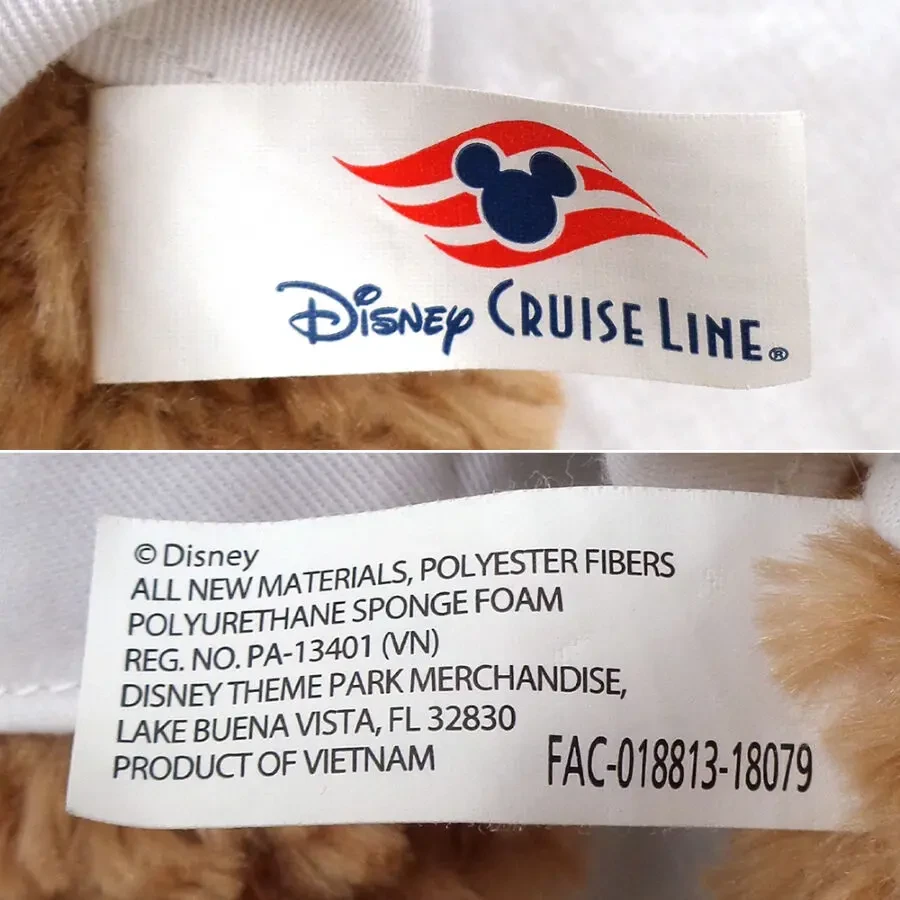 Disney Cruise Line®
© Disney
ALL NEW MATERIALS, POLYESTER FIBERS
POLYURETHANE SPONGE FOAM
REG. NO. PA-13401 (VN)
DISNEY THEME PARK MERCHANDISE,
LAKE BUENA VISTA, FL 32830
PRODUCT OF VIETNAM
FAC-018813-18079